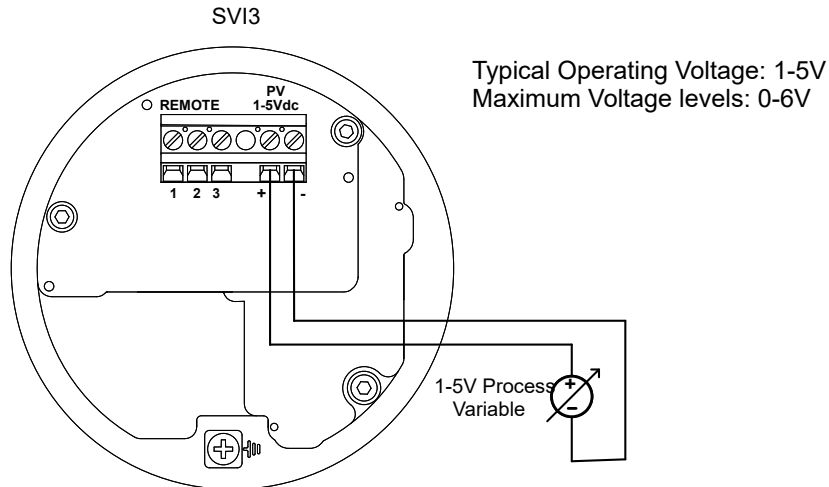 SVI3
Typical Operating Voltage: 1-5V
Maximum Voltage levels: 0-6V
PV
REMOTE 1-5Vdc
1 2 3 + -
1-5V Process
Variable
+
-